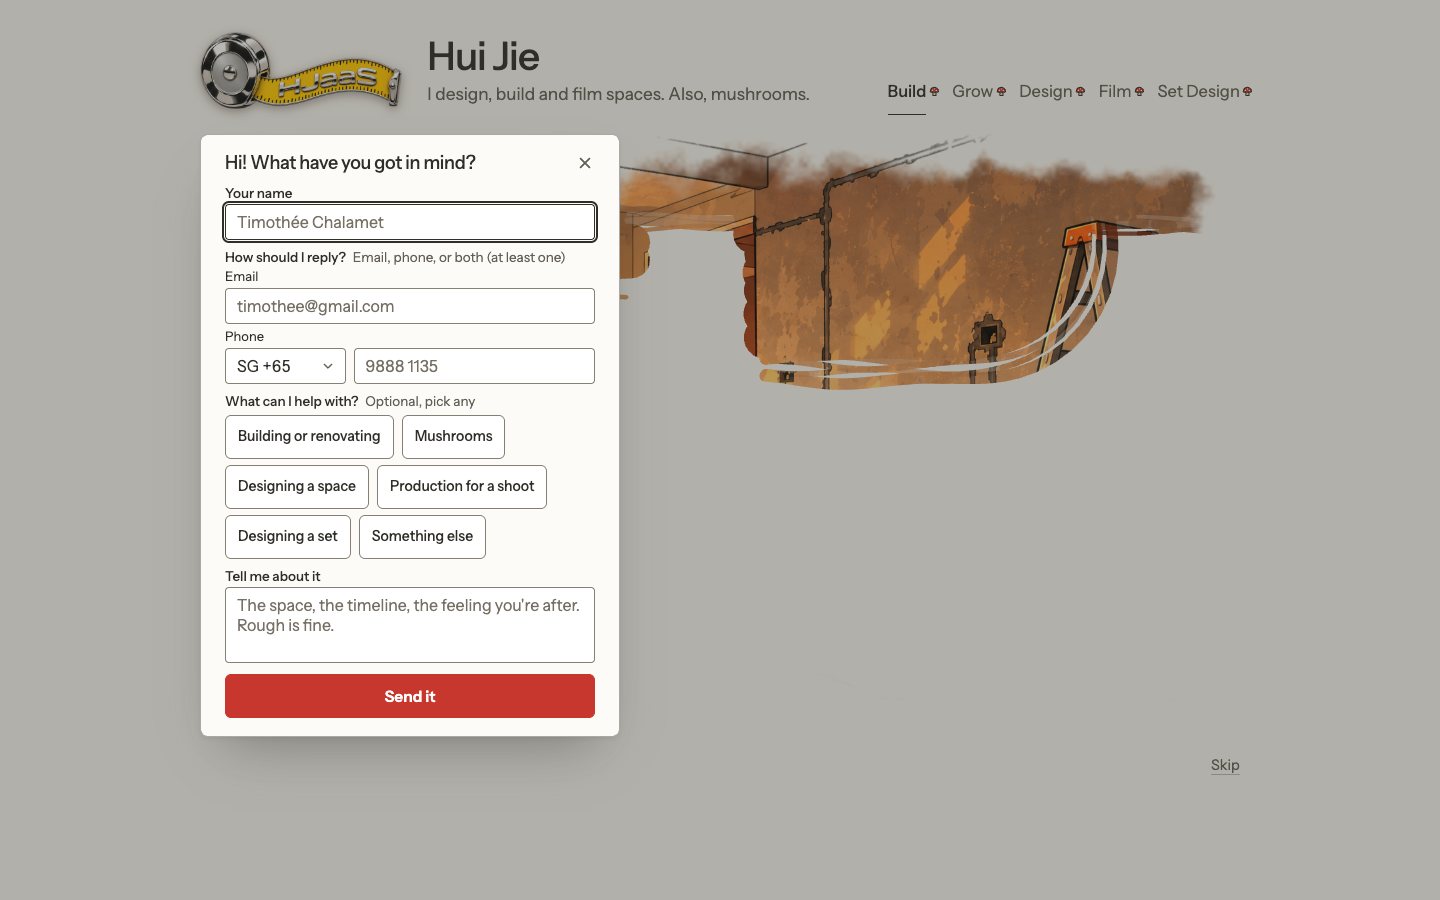 HJaaS
Hui Jie
I design, build and film spaces. Also, mushrooms.
Build Grow Design Film Set Design
Hi! What have you got in mind?
Your name
Timothée Chalamet
How should I reply? Email, phone, or both (at least one)
Email
timothee@gmail.com
Phone
SG +65 9888 1135
What can I help with? Optional, pick any
Building or renovating Mushrooms
Designing a space Production for a shoot
Designing a set Something else
Tell me about it
The space, the timeline, the feeling you're after.
Rough is fine.
Send it
Skip